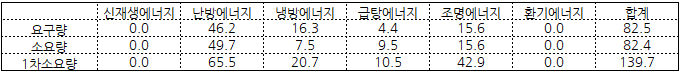 신재생에너지 난방에너지 냉방에너지 급탕에너지 조명에너지 환기에너지 합계
요구량 0.0 46.2 16.3 4.4 15.6 0.0 82.5
소요량 0.0 49.7 7.5 9.5 15.6 0.0 82.4
1차소요량 0.0 65.5 20.7 10.5 42.9 0.0 139.7